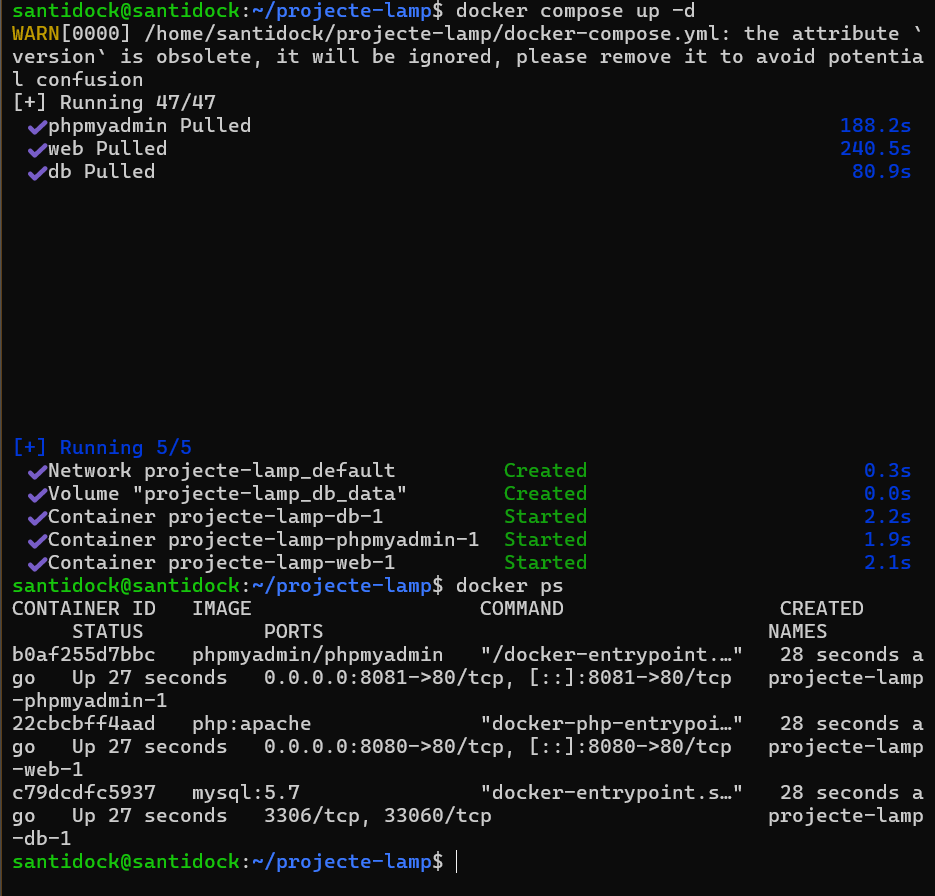 santidock@santidock:~/projecte-lamp$ docker compose up -d
WARN[0000] /home/santidock/projecte-lamp/docker-compose.yml: the attribute `
version` is obsolete, it will be ignored, please remove it to avoid potentia
l confusion
[+] Running 47/47
✔phpmyadmin Pulled 188.2s
✔web Pulled 240.5s
✔db Pulled 80.9s
[+] Running 5/5
✔Network projecte-lamp_default Created 0.3s
✔Volume "projecte-lamp_db_data" Created 0.0s
✔Container projecte-lamp-db-1 Started 2.2s
✔Container projecte-lamp-phpmyadmin-1 Started 1.9s
✔Container projecte-lamp-web-1 Started 2.1s
santidock@santidock:~/projecte-lamp$ docker ps
CONTAINER ID IMAGE COMMAND CREATED
STATUS PORTS NAMES
b0af255d7bbc phpmyadmin/phpmyadmin "/docker-entrypoint.…" 28 seconds a
go Up 27 seconds 0.0.0.0:8081->80/tcp, [::]:8081->80/tcp projecte-lamp
-phpmyadmin-1
22cbcbff4aad php:apache "docker-php-entrypoi…" 28 seconds a
go Up 27 seconds 0.0.0.0:8080->80/tcp, [::]:8080->80/tcp projecte-lamp
-web-1
c79dcdfc5937 mysql:5.7 "docker-entrypoint.s…" 28 seconds a
go Up 27 seconds 3306/tcp, 33060/tcp projecte-lamp
-db-1
santidock@santidock:~/projecte-lamp$